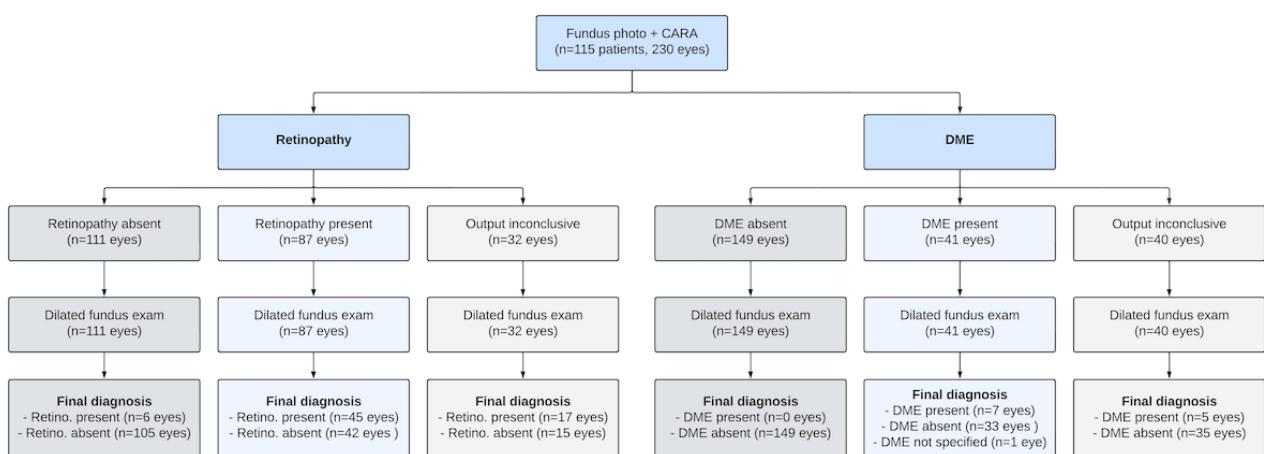 Fundus photo + CARA
(n=115 patients, 230 eyes)
Retinopathy
DME
Retinopathy absent
(n=111 eyes)
Retinopathy present
(n=87 eyes)
Output inconclusive
(n=32 eyes)
DME absent
(n=149 eyes)
DME present
(n=41 eyes)
Output inconclusive
(n=40 eyes)
Dilated fundus exam
(n=111 eyes)
Dilated fundus exam
(n=87 eyes)
Dilated fundus exam
(n=32 eyes)
Dilated fundus exam
(n=149 eyes)
Dilated fundus exam
(n=41 eyes)
Dilated fundus exam
(n=40 eyes)
Final diagnosis
- Retino. present (n=6 eyes)
- Retino. absent (n=105 eyes)
Final diagnosis
- Retino. present (n=45 eyes)
- Retino. absent (n=42 eyes )
Final diagnosis
- Retino. present (n=17 eyes)
- Retino. absent (n=15 eyes)
Final diagnosis
- DME present (n=0 eyes)
- DME absent (n=149 eyes)
Final diagnosis
- DME present (n=7 eyes)
- DME absent (n=33 eyes )
- DME not specified (n=1 eye)
Final diagnosis
- DME present (n=5 eyes)
- DME absent (n=35 eyes)